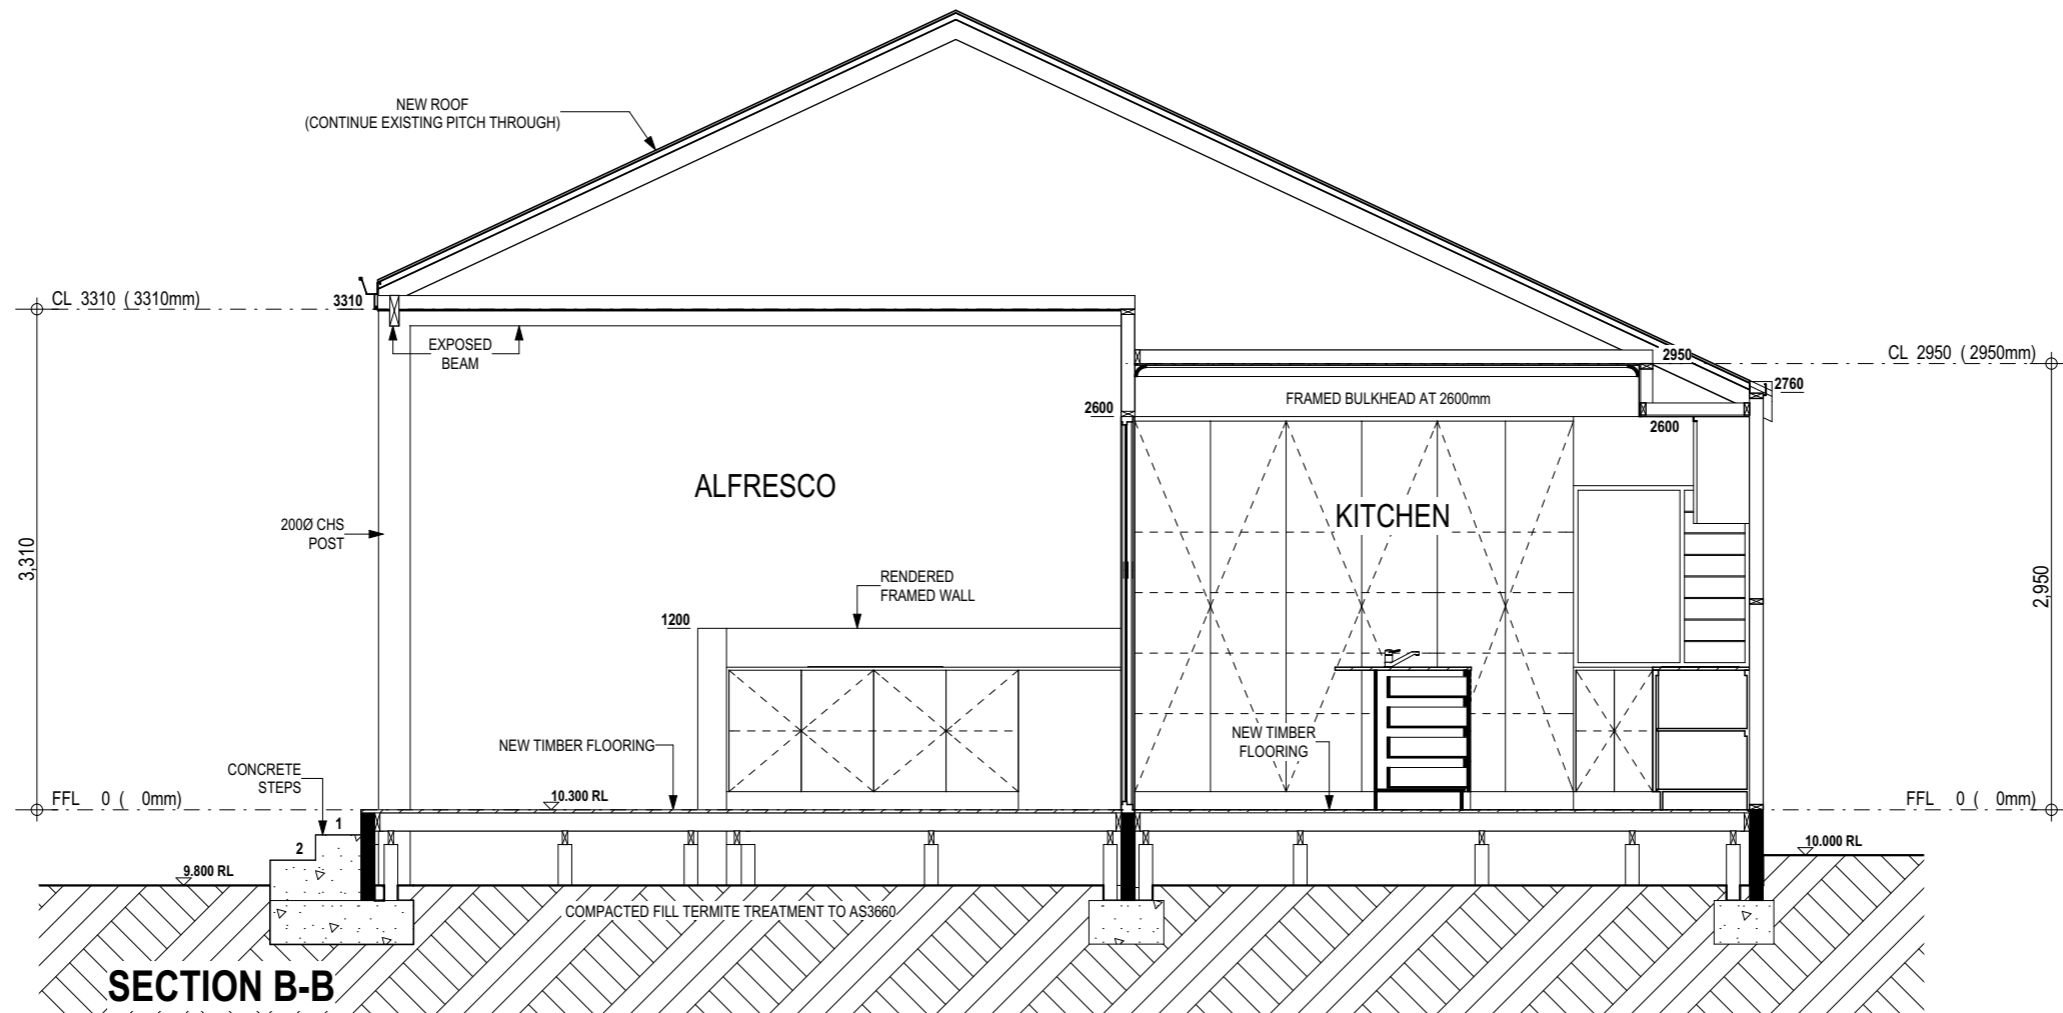 NEW ROOF
(CONTINUE EXISTING PITCH THROUGH)
CL 3310 ( 3310mm)
3310
EXPOSED
BEAM
2950
CL 2950 ( 2950mm)
2760
FRAMED BULKHEAD AT 2600mm
2600
2600
ALFRESCO
KITCHEN
200Ø CHS
POST
3,310
2,950
RENDERED
FRAMED WALL
1200
NEW TIMBER FLOORING
NEW TIMBER
FLOORING
CONCRETE
STEPS
FFL 0 ( 0mm)
10.300 RL
FFL 0 ( 0mm)
1
2
9.800 RL
10.000 RL
COMPACTED FILL TERMITE TREATMENT TO AS3660
SECTION B-B